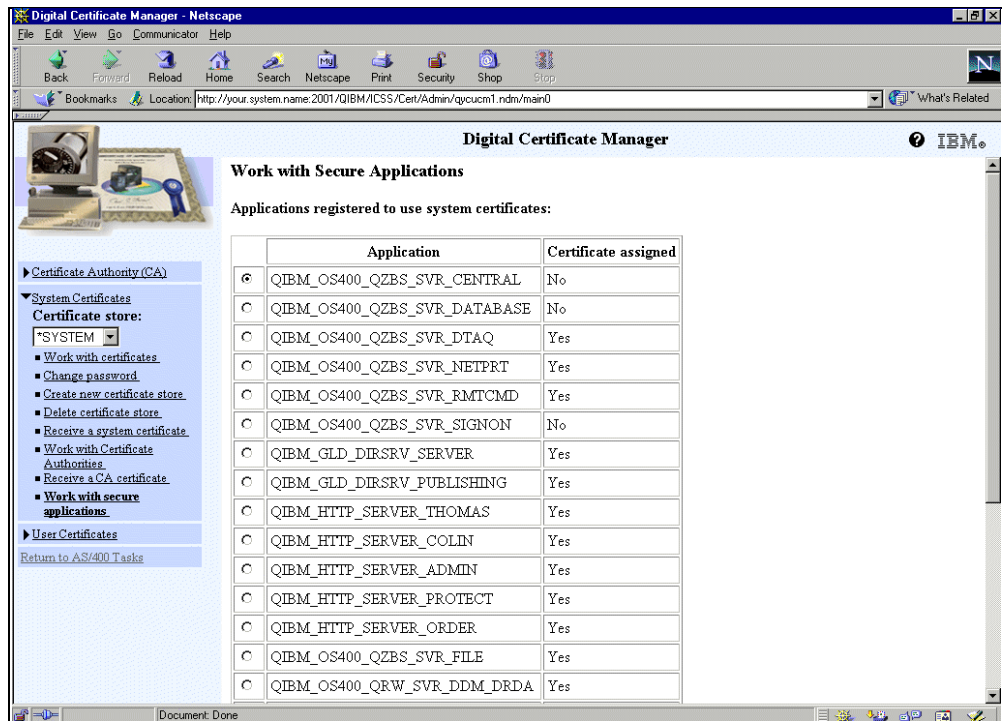 Digital Certificate Manager - Netscape
File Edit View Go Communicator Help
Back Forward Reload Home Search Netscape Print Security Shop Stop
Bookmarks Location: http://your.system.name:2001/QIBM/ICSS/Cert/Admin/qycucm1.ndm/main0 What's Related
Digital Certificate Manager
IBM
Certificate Authority (CA)
System Certificates
Certificate store:
*SYSTEM
Work with certificates
Change password
Create new certificate store
Delete certificate store
Receive a system certificate
Work with Certificate
Authorities
Receive a CA certificate
Work with secure
applications
User Certificates
Return to AS/400 Tasks
Work with Secure Applications
Applications registered to use system certificates:
Application Certificate assigned
QIBM_OS400_QZBS_SVR_CENTRAL No
QIBM_OS400_QZBS_SVR_DATABASE No
QIBM_OS400_QZBS_SVR_DTAQ Yes
QIBM_OS400_QZBS_SVR_NETPRT Yes
QIBM_OS400_QZBS_SVR_RMTCMD Yes
QIBM_OS400_QZBS_SVR_SIGNON No
QIBM_GLD_DIRSRV_SERVER Yes
QIBM_GLD_DIRSRV_PUBLISHING Yes
QIBM_HTTP_SERVER_THOMAS Yes
QIBM_HTTP_SERVER_COLIN Yes
QIBM_HTTP_SERVER_ADMIN Yes
QIBM_HTTP_SERVER_PROTECT Yes
QIBM_HTTP_SERVER_ORDER Yes
QIBM_OS400_QZBS_SVR_FILE Yes
QIBM_OS400_QRW_SVR_DDM_DRDA Yes
Document: Done